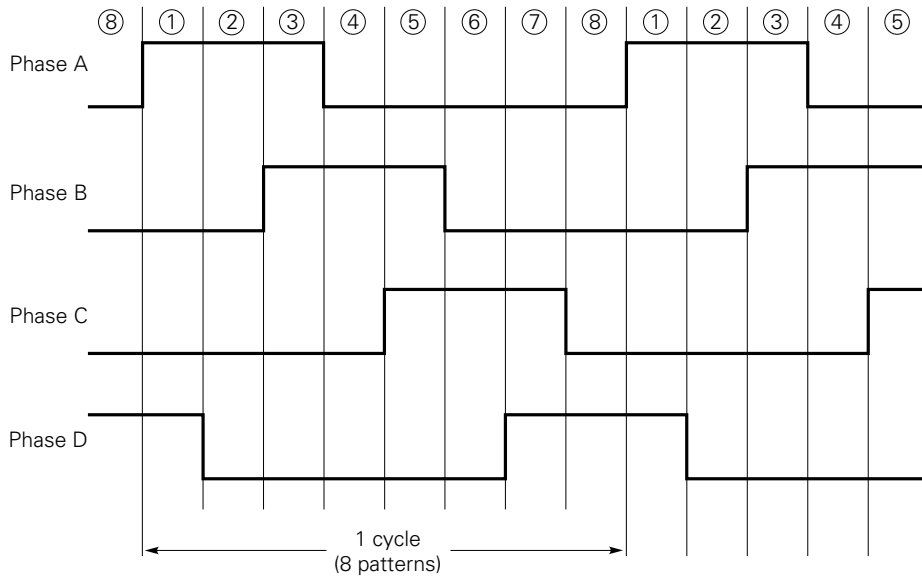 ⑧ ① ② ③ ④ ⑤ ⑥ ⑦ ⑧ ① ② ③ ④ ⑤
Phase A
Phase B
Phase C
Phase D
1 cycle
(8 patterns)